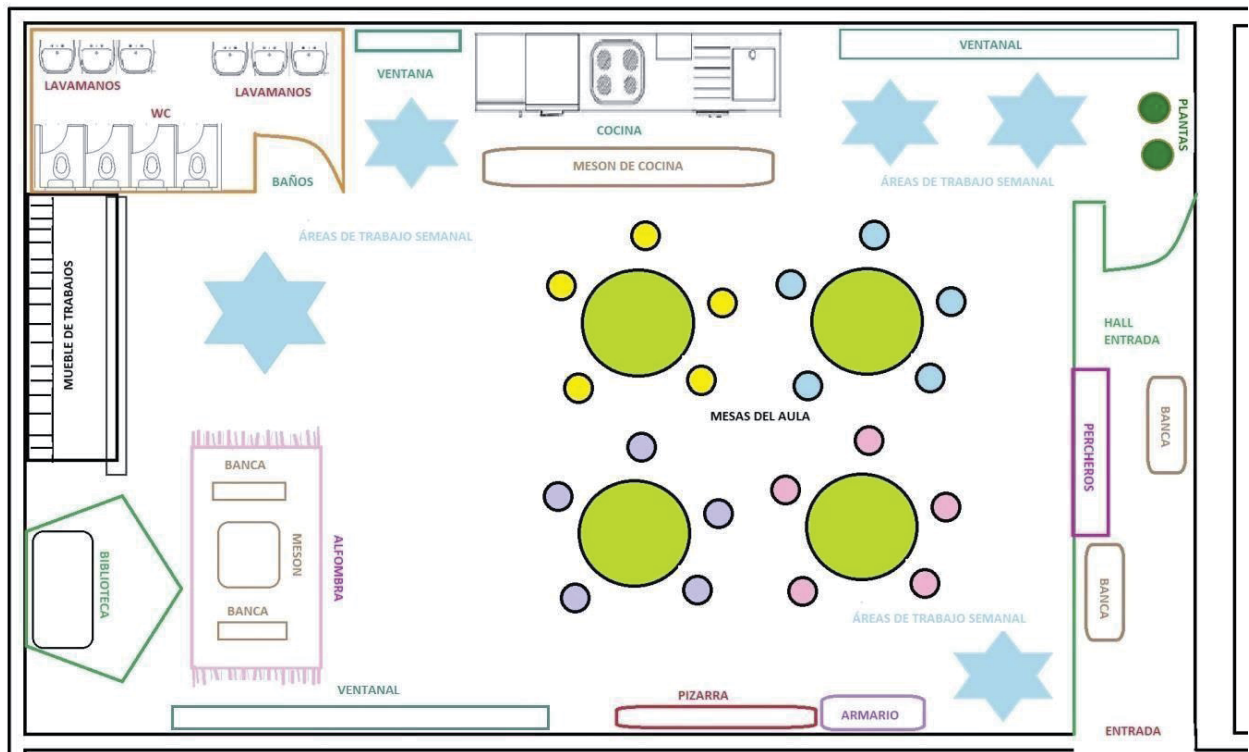 LAVAMANOS
LAVAMANOS
WC
BAÑOS
VENTANA
COCINA
MESON DE COCINA
VENTANAL
PLANTAS
ÁREAS DE TRABAJO SEMANAL
ÁREAS DE TRABAJO SEMANAL
MUEBLE DE TRABAJOS
HALL
ENTRADA
MESAS DEL AULA
PERCHEROS
BANCA
BANCA
BIBLIOTECA
BANCA
MESON
BANCA
ALFOMBRA
ÁREAS DE TRABAJO SEMANAL
VENTANAL
PIZARRA
ARMARIO
ENTRADA